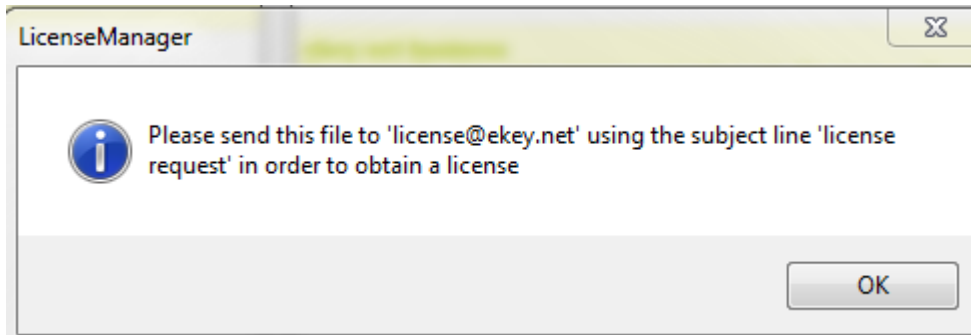 LicenseManager
Please send this file to 'license@ekey.net' using the subject line 'license
request' in order to obtain a license
OK